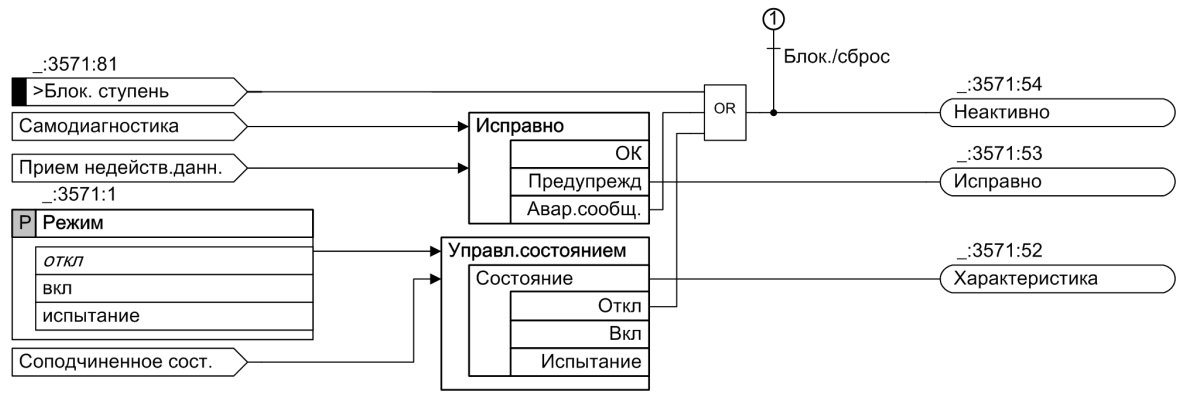 1
Блок./сброс
_:3571:81
>Блок. ступень
OR
_:3571:54
Неактивно
Самодиагностика
Исправно
ОК
Прием недейств.данн.
Предупрежд
_:3571:53
Исправно
Авар.сообщ.
_:3571:1
P Режим
откл
вкл
испытание
Управл.состоянием
Состояние
Откл
Вкл
Испытание
_:3571:52
Характеристика
Соподчиненное сост.